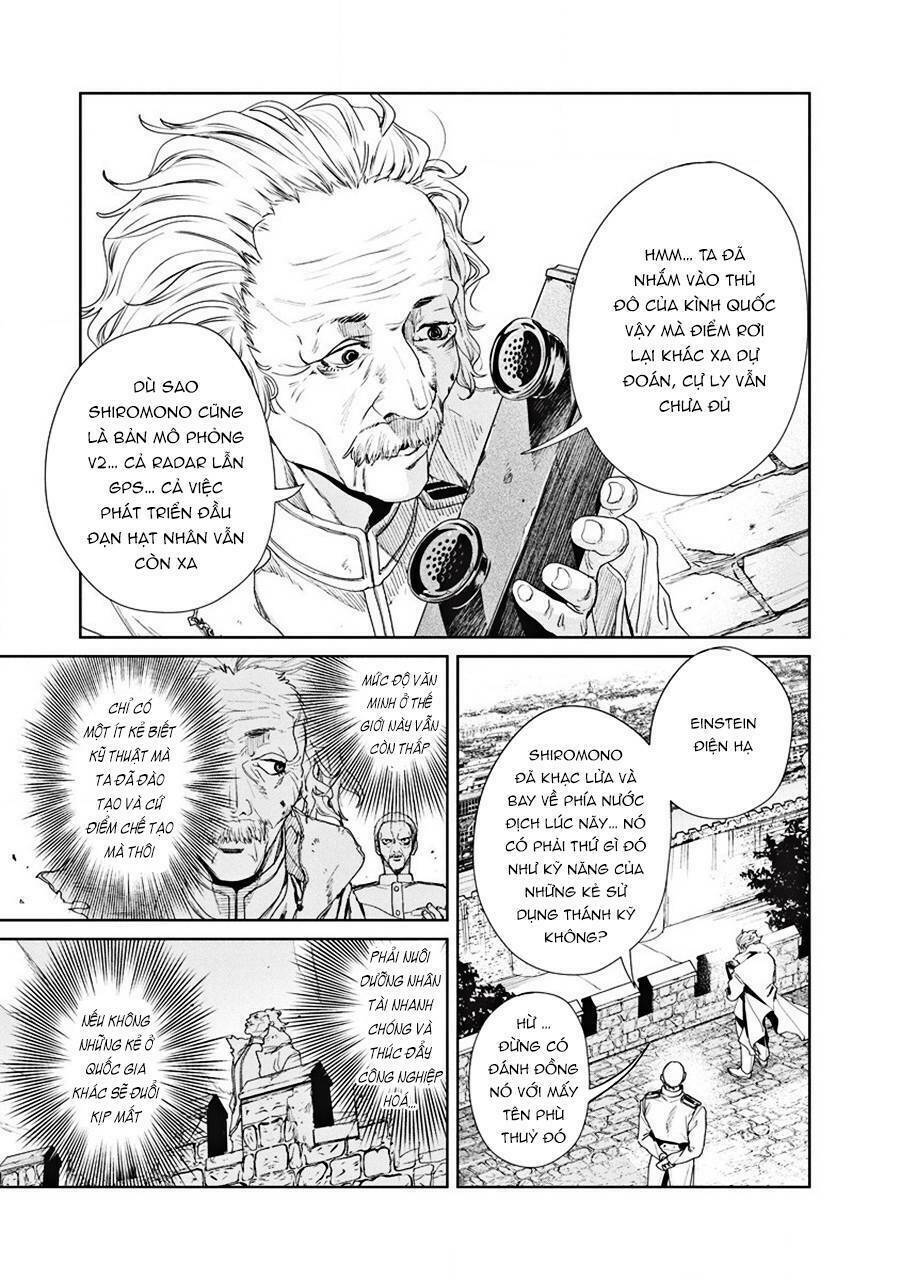 HMM... TA ĐÃ
NHẮM VÀO THỦ
ĐÔ CỦA KÌNH QUỐC
VẬY MÀ ĐIỂM RƠI
LẠI KHÁC XA DỰ
ĐOÁN, CỰ LY VẪN
CHƯA ĐỦ
DÙ SAO
SHIROMONO CŨNG
LÀ BẢN MÔ PHỎNG
V2... CẢ RADAR LẪN
GPS... CẢ VIỆC
PHÁT TRIỂN ĐẦU
ĐẠN HẠT NHÂN VẪN
CÒN XA
EINSTEIN
ĐIỆN HẠ
SHIROMONO
ĐÃ KHẠC LỬA VÀ
BAY VỀ PHÍA NƯỚC
ĐỊCH LÚC NÃY... NÓ
CÓ PHẢI THỨ GÌ ĐÓ
NHƯ KỸ NĂNG CỦA
NHỮNG KẺ SỬ
DỤNG THÁNH KỸ
KHÔNG?
HỪ ...
ĐỪNG CÓ
ĐÁNH ĐỒNG
NÓ VỚI MẤY
TÊN PHÙ
THUỶ ĐÓ
MỨC ĐỘ VĂN
MINH Ở THẾ
GIỚI NÀY VẪN
CÒN THẤP
CHỈ CÓ
MỘT ÍT KẺ BIẾT
KỸ THUẬT MÀ
TA ĐÃ ĐÀO
TẠO VÀ CỨ
ĐIỂM CHẾ TẠO
MÀ THÔI
PHẢI NUÔI
DƯỠNG NHÂN
TÀI NHANH
CHÓNG VÀ
THÚC ĐẨY
CÔNG NGHIỆP
HOÁ...
NẾU KHÔNG
NHỮNG KẺ Ở
QUỐC GIA
KHÁC SẼ ĐUỔI
KỊP MẤT